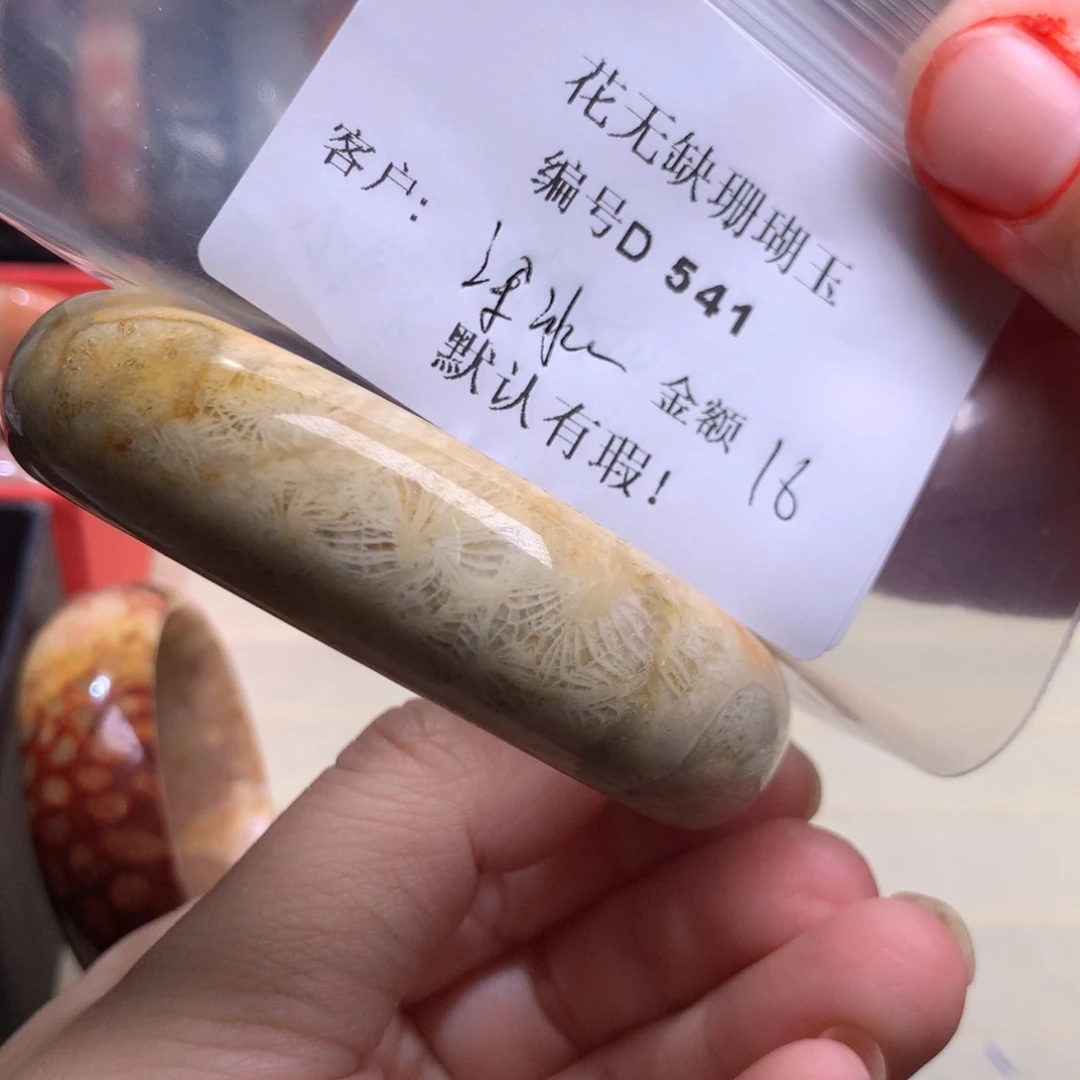 花无缺珊瑚玉
编号D 541
客户：
金额 16
默认有瑕！